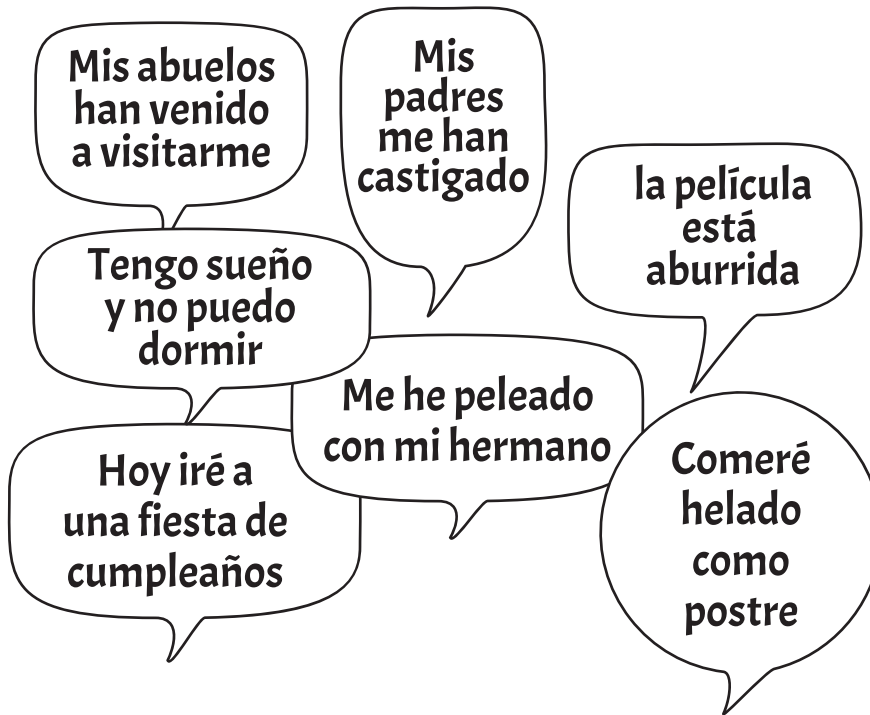 Mis abuelos
han venido
a visitarme
Mis
padres
me han
castigado
la película
está
aburrida
Tengo sueño
y no puedo
dormir
Me he peleado
con mi hermano
Hoy iré a
una fiesta de
cumpleaños
Comeré
helado
como
postre